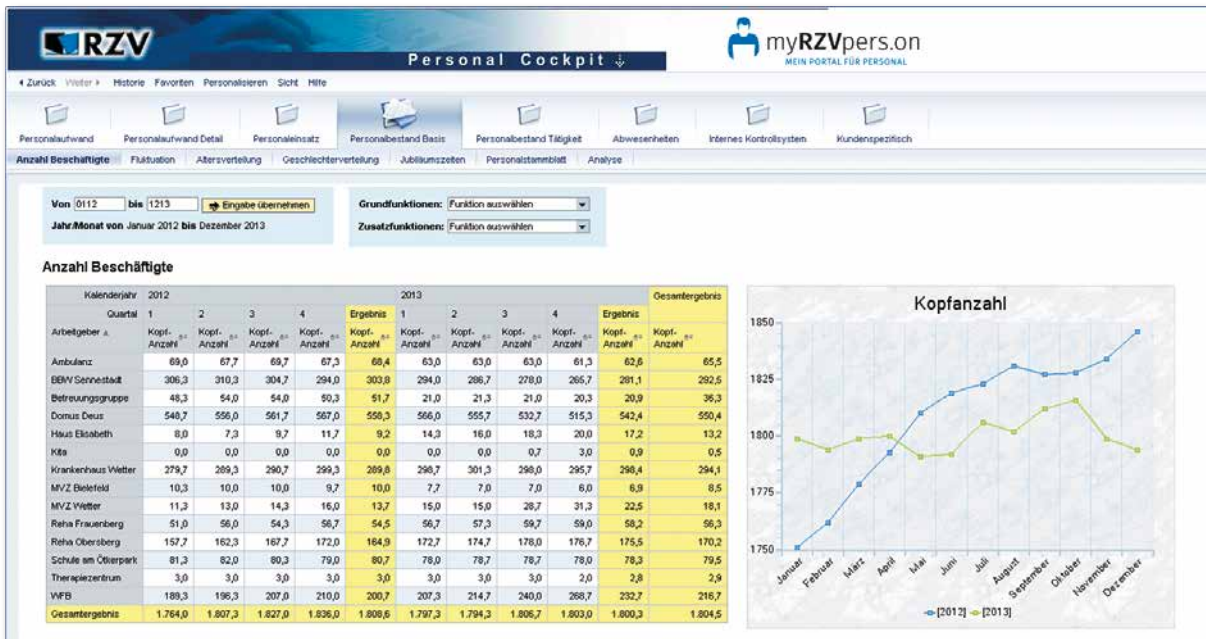 RZV
Personal Cockpit
myRZVpers.on
MEIN PORTAL FÜR PERSONAL
Zurück Weiter Historie Favoriten Personalisieren Sicht Hilfe
Personalaufwand Personalaufwand Detail Personaleinsatz Personalbestand Basis Personalbestand Tätigkeit Abwesenheiten Internes Kontrollsystem Kundenspezifisch
Anzahl Beschäftigte Fluktuation Altersverteilung Geschlechterverteilung Jubiläumszeiten Personalstammblatt Analyse
Von 0112 bis 1213 Eingabe übernehmen Grundfunktionen: Funktion auswählen
Jahr/Monat von Januar 2012 bis Dezember 2013 Zusatzfunktionen: Funktion auswählen
Anzahl Beschäftigte
Kalenderjahr 2012 2013 Gesamtergebnis
Quartal 1 2 3 4 Ergebnis 1 2 3 4 Ergebnis
Arbeitgeber Kopf-Anzahl Kopf-Anzahl Kopf-Anzahl Kopf-Anzahl Kopf-Anzahl Kopf-Anzahl Kopf-Anzahl Kopf-Anzahl Kopf-Anzahl Kopf-Anzahl Kopf-Anzahl
Ambulanz 69,0 67,7 69,7 67,3 68,4 63,0 63,0 63,0 61,3 62,6 65,5
BBW Sennestadt 306,3 310,3 304,7 294,0 303,8 294,0 286,7 278,0 265,7 281,1 292,5
Betreuungsgruppe 48,3 54,0 54,0 50,3 51,7 21,0 21,3 21,0 20,3 20,9 36,3
Domus Deus 548,7 556,0 561,7 567,0 558,3 566,0 555,7 532,7 515,3 542,4 550,4
Haus Elisabeth 8,0 7,3 9,7 11,7 9,2 14,3 16,0 18,3 20,0 17,2 13,2
Kita 0,0 0,0 0,0 0,0 0,0 0,0 0,0 0,7 3,0 0,9 0,5
Krankenhaus Wetter 279,7 289,3 290,7 299,3 289,8 298,7 301,3 298,0 295,7 298,4 294,1
MVZ Bielefeld 10,3 10,0 10,0 9,7 10,0 7,7 7,0 7,0 6,0 6,9 8,5
MVZ Wetter 11,3 13,0 14,3 16,0 13,7 15,0 15,0 28,7 31,3 22,5 18,1
Reha Frauenberg 51,0 56,0 54,3 56,7 54,5 56,7 57,3 59,7 59,0 58,2 56,3
Reha Obersberg 157,7 162,3 167,7 172,0 164,9 172,7 174,7 178,0 176,7 175,5 170,2
Schule am Ölkerpark 81,3 82,0 80,3 79,0 80,7 78,0 78,7 78,7 78,0 78,3 79,5
Therapiezentrum 3,0 3,0 3,0 3,0 3,0 3,0 3,0 3,0 2,0 2,8 2,9
WFB 189,3 196,3 207,0 210,0 200,7 207,3 214,7 240,0 268,7 232,7 216,7
Gesamtergebnis 1.764,0 1.807,3 1.827,0 1.836,0 1.808,6 1.797,3 1.794,3 1.806,7 1.803,0 1.800,3 1.804,5
Kopfanzahl
1850
1825
1800
1775
1750
Januar Februar März April Mai Juni Juli August September Oktober November Dezember
[2012] [2013]